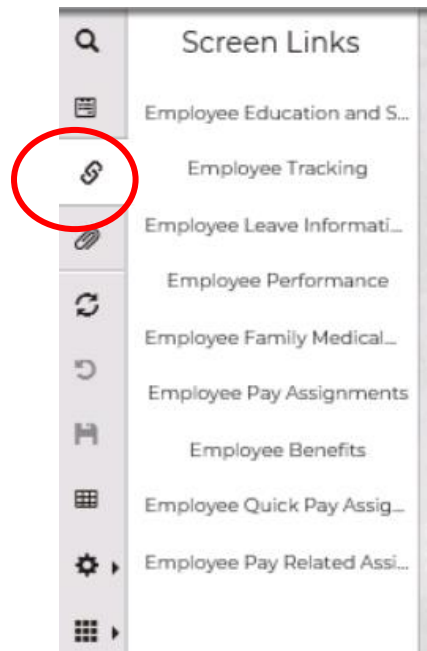 Screen Links
Employee Education and S...
Employee Tracking
Employee Leave Informati...
Employee Performance
Employee Family Medical...
Employee Pay Assignments
Employee Benefits
Employee Quick Pay Assig...
Employee Pay Related Assi...